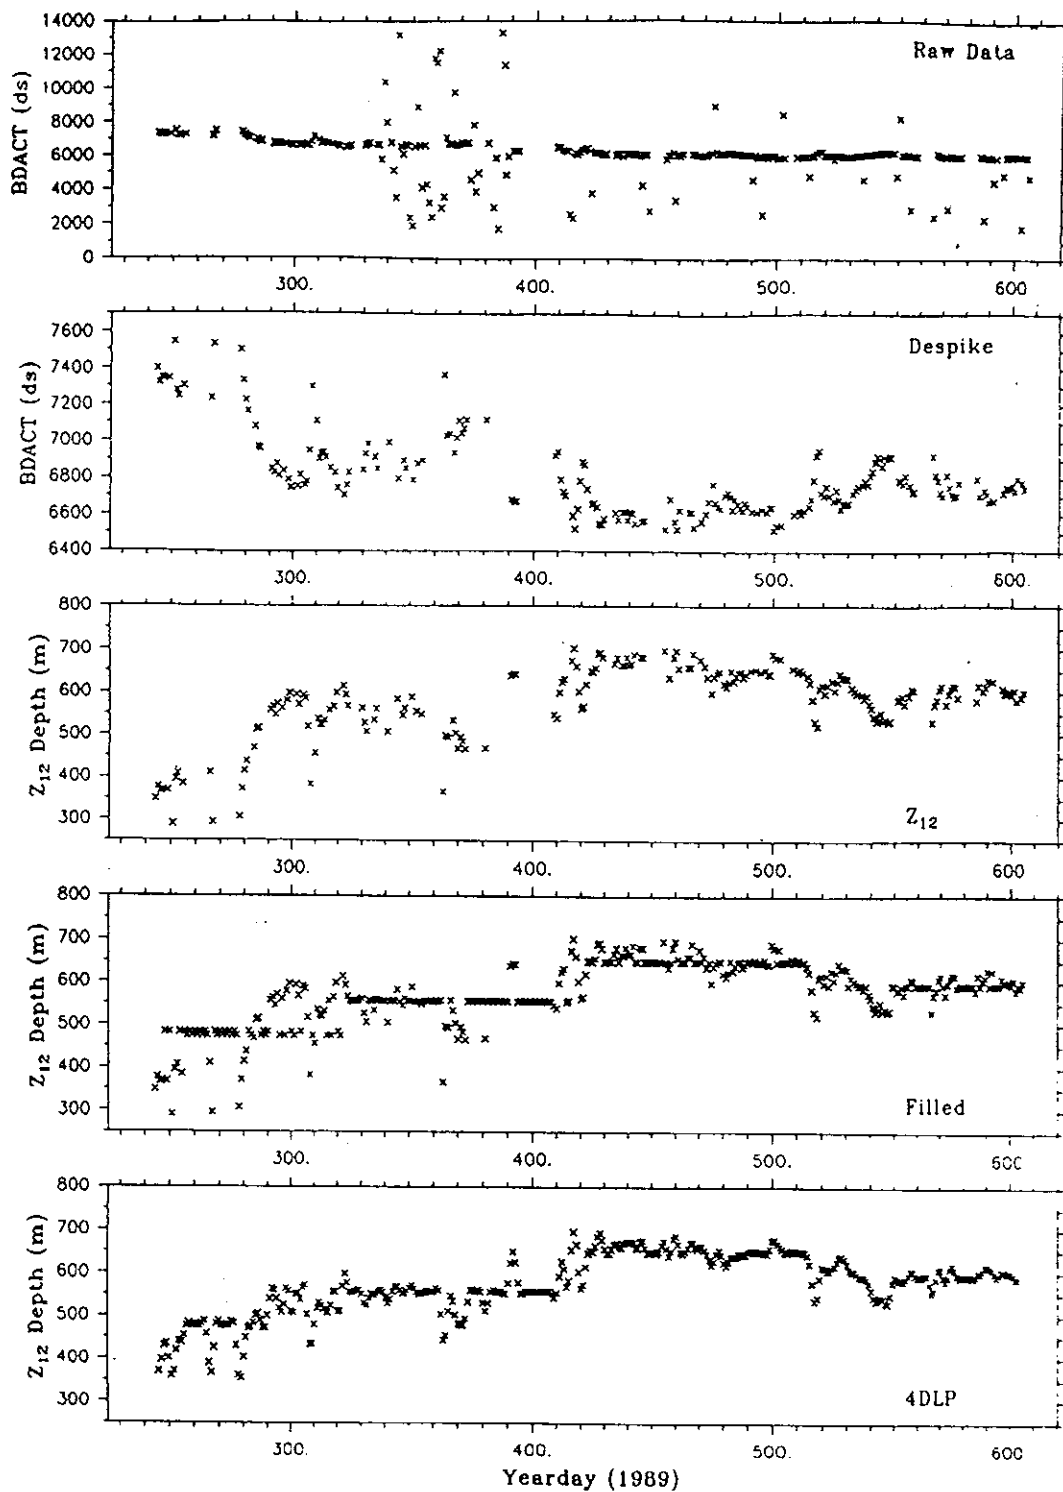 14000
12000
10000
8000
6000
4000
2000
0
BDACT (ds)
Raw Data
300. 400. 500. 600
7600
7400
7200
7000
6800
6600
6400
BDACT (ds)
Despike
300. 400. 500. 600.
800
700
600
500
400
300
Z₁₂ Depth (m)
Z₁₂
300. 400. 500. 600.
800
700
600
500
400
300
Z₁₂ Depth (m)
Filled
300. 400. 500. 600
800
700
600
500
400
300
Z₁₂ Depth (m)
4DLP
300. 400. 500. 600
Yearday (1989)